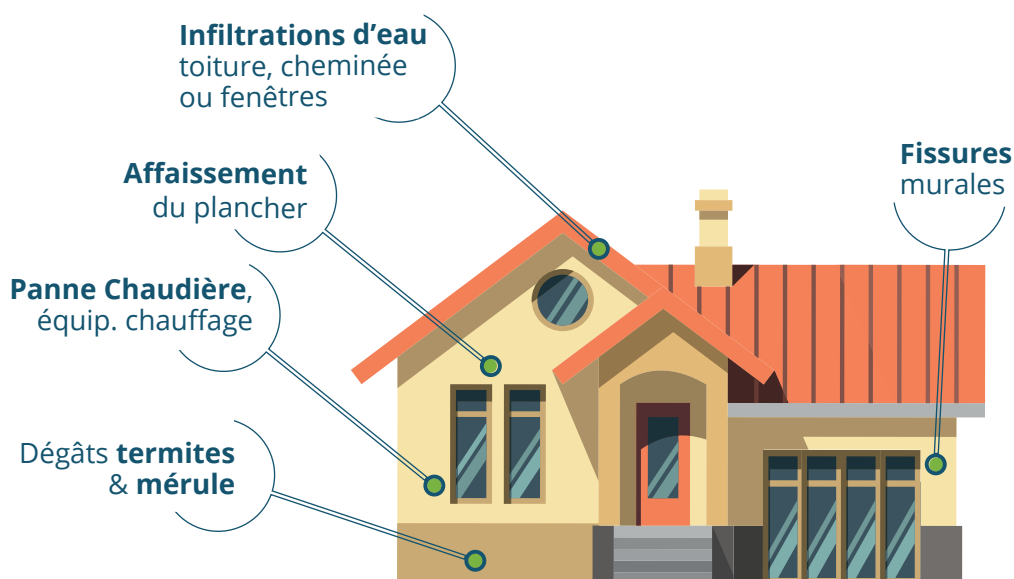 Infiltrations d’eau
toiture, cheminée
ou fenêtres
Affaissement
du plancher
Panne Chaudière,
équip. chauffage
Dégâts termites
& mérule
Fissures
murales